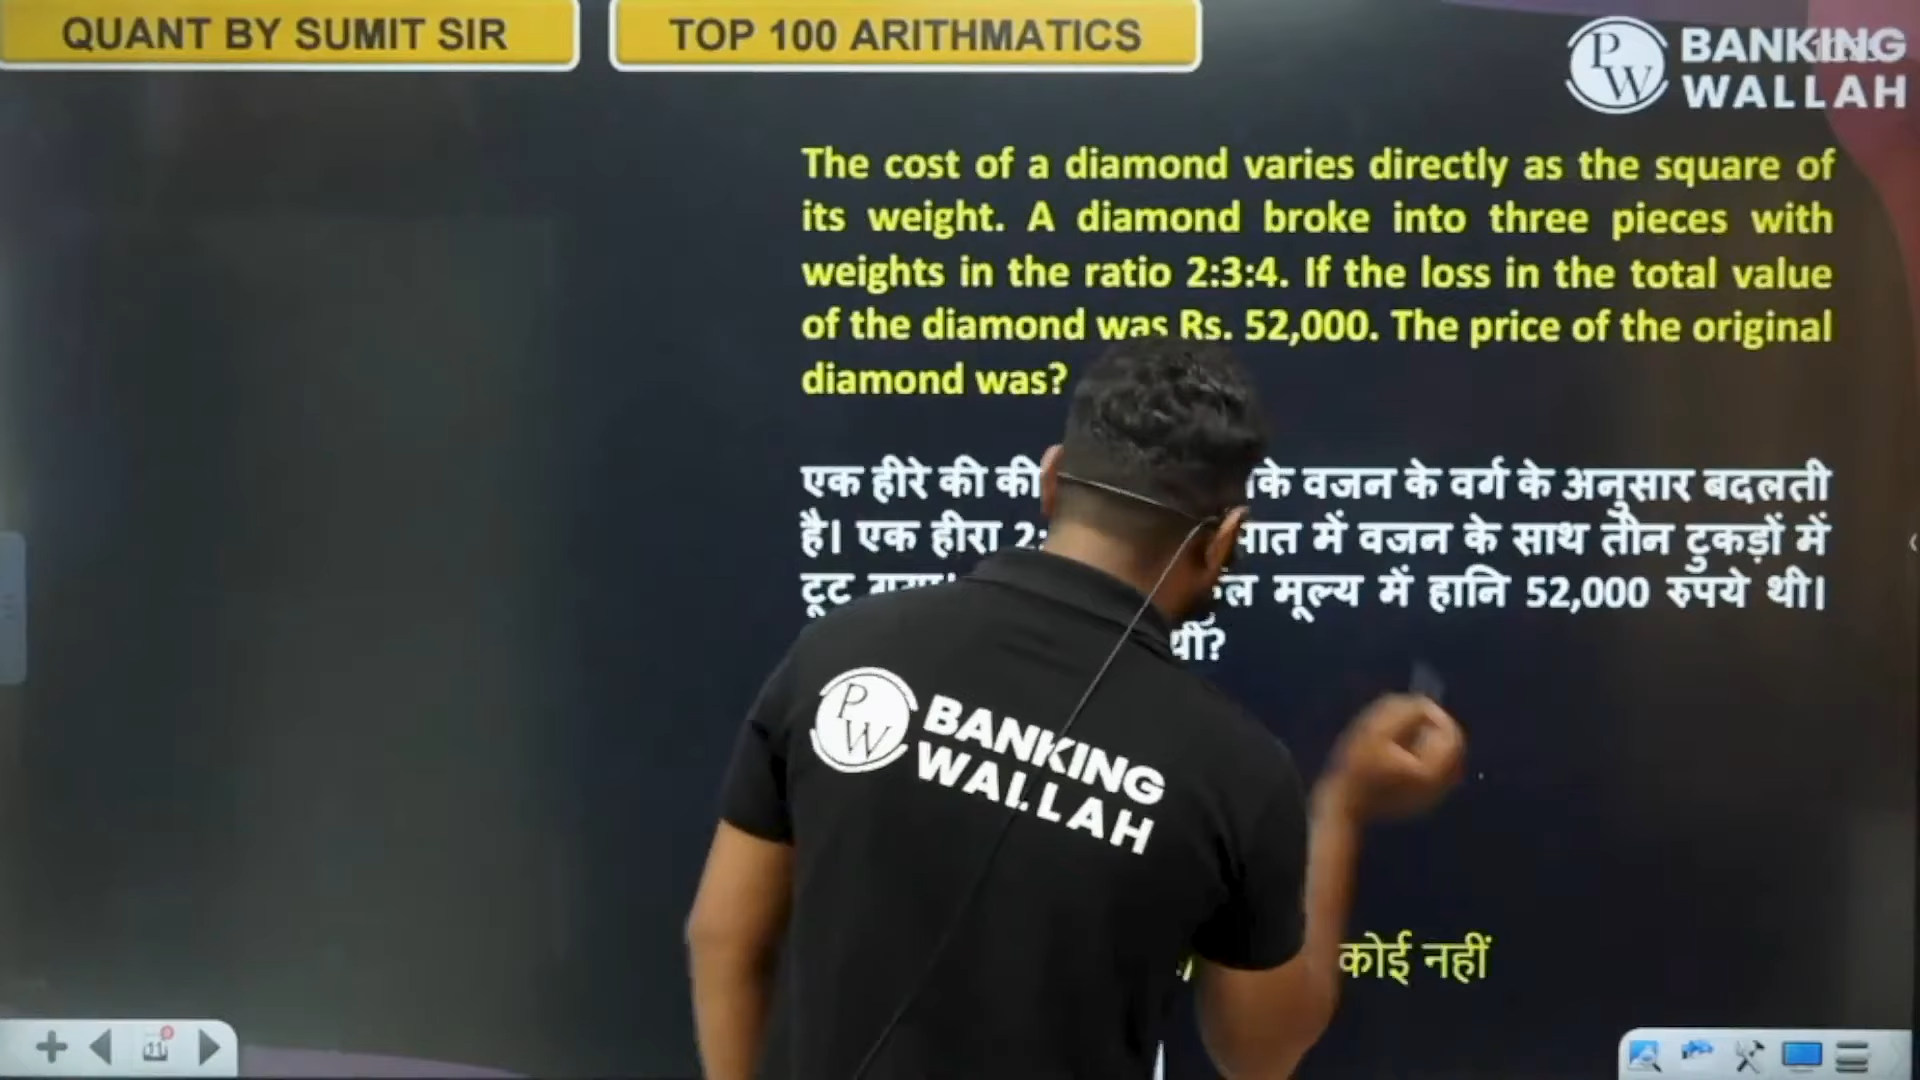 QUANT BY SUMIT SIR
TOP 100 ARITHMATICS
PW BANKING
WALLAH
The cost of a diamond varies directly as the square of
its weight. A diamond broke into three pieces with
weights in the ratio 2:3:4. If the loss in the total value
of the diamond was Rs. 52,000. The price of the original
diamond was?
एक हीरे की की के वजन के वर्ग के अनुसार बदलती
है। एक हीरा 2: पात में वजन के साथ तीन टुकड़ों में
टूट मूल्य में हानि 52,000 रुपये थी।
थी?
PW BANKING
WALLAH
कोई नहीं
11